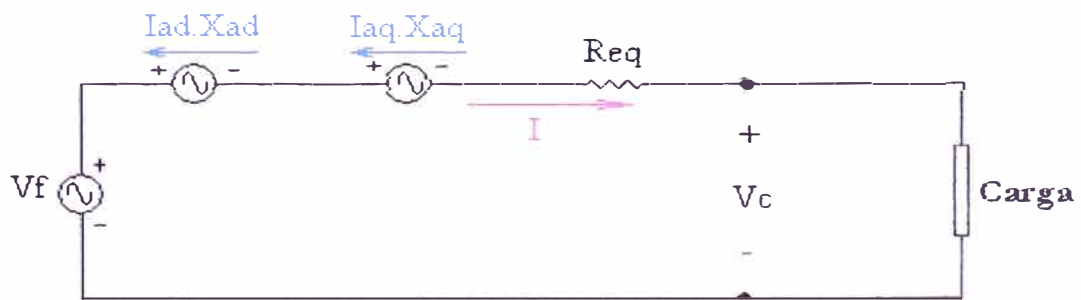 Iad.Xad
Iaq.Xaq
Req
+ -
+ -
I
+
Vf
-
+
Vc
-
Carga